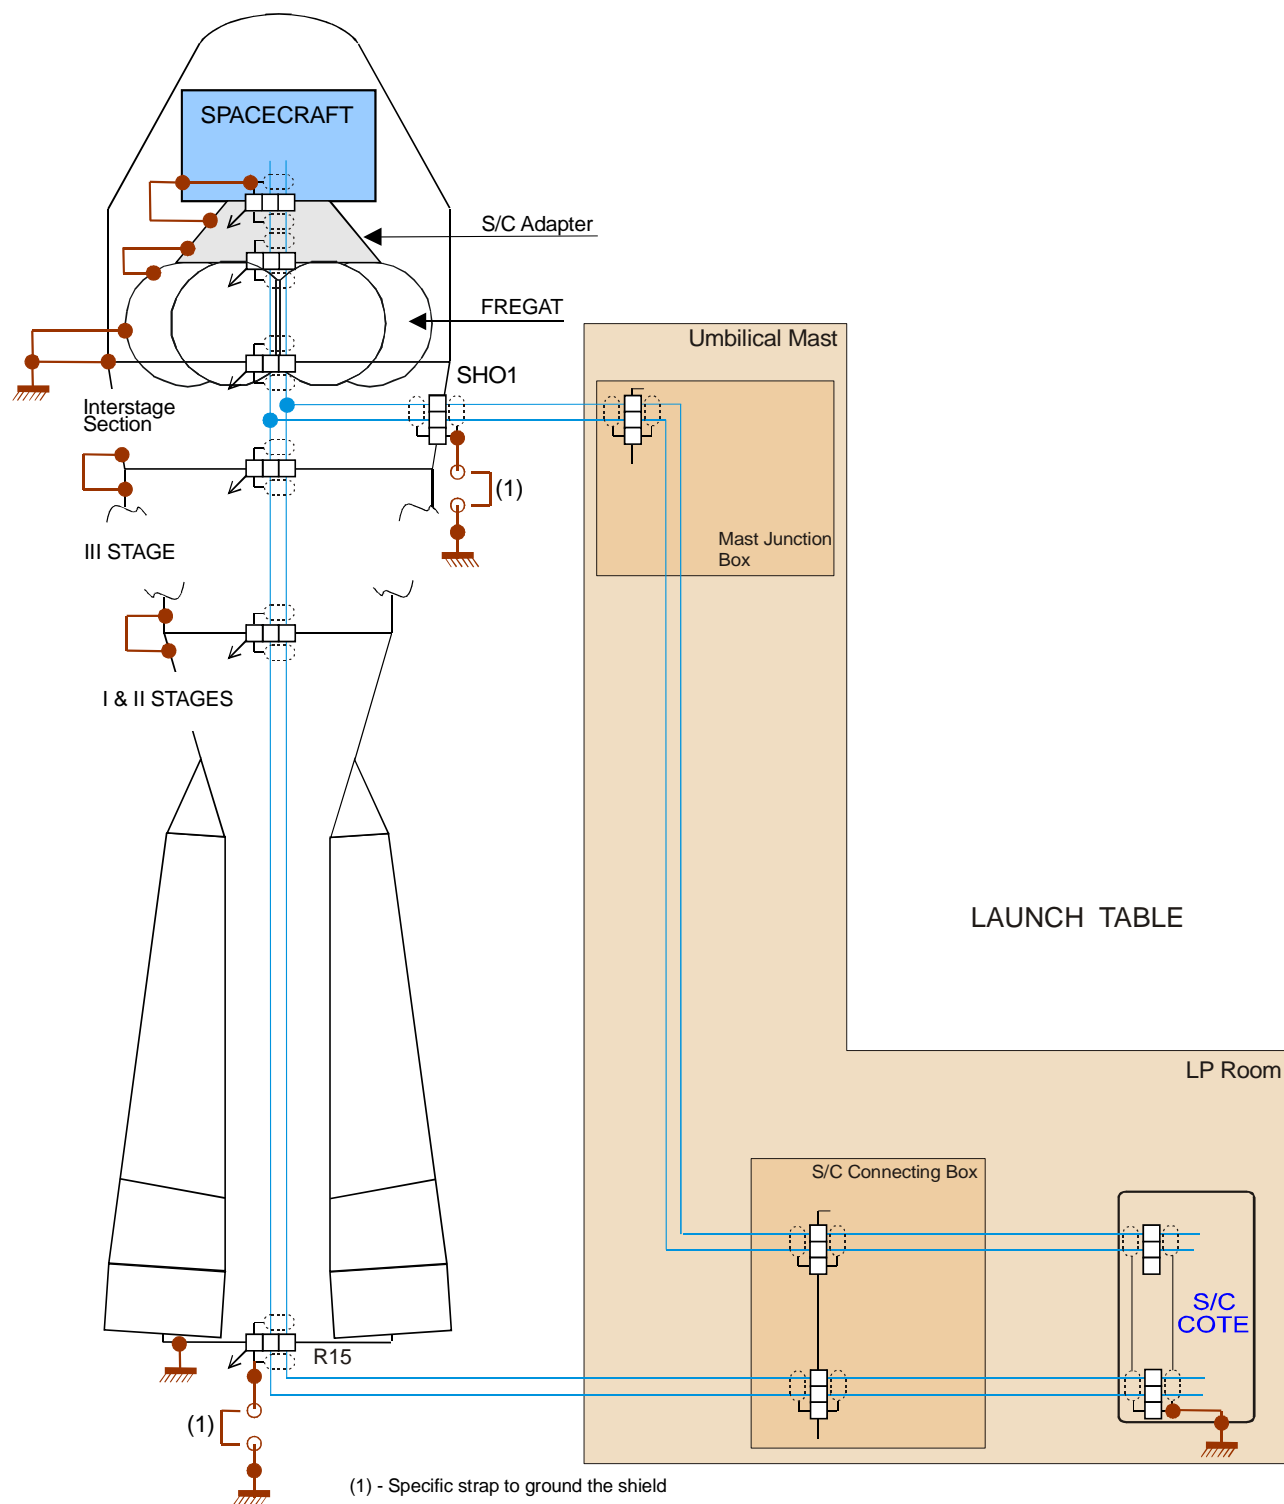 SPACECRAFT
S/C Adapter
FREGAT
Umbilical Mast
SHO1
Interstage
Section
(1)
Mast Junction
Box
III STAGE
I & II STAGES
LAUNCH TABLE
LP Room
S/C Connecting Box
S/C
COTE
R15
(1)
(1) - Specific strap to ground the shield